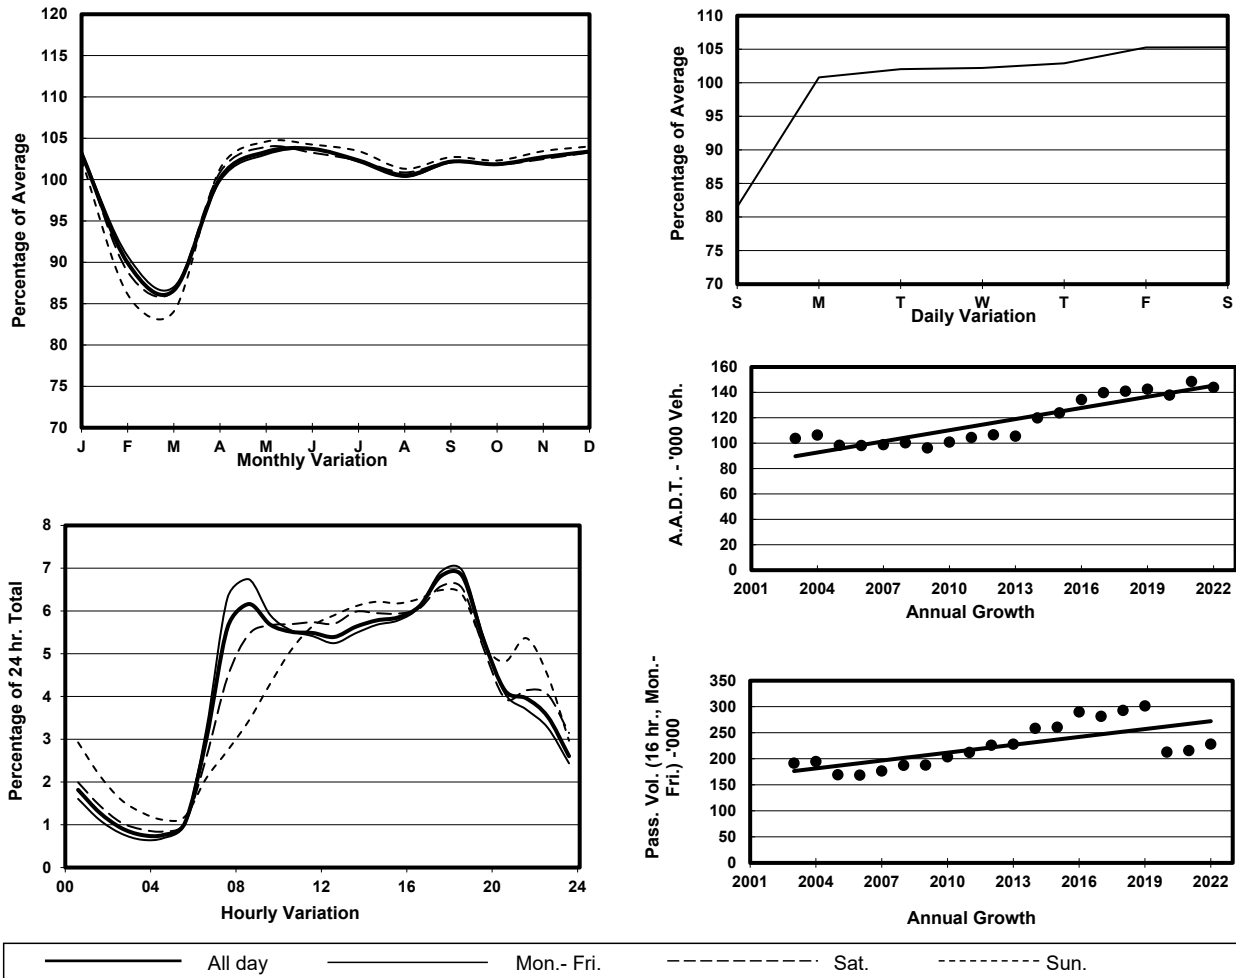 120
115
110
105
100
95
90
85
80
75
70
Percentage of Average
J F M A M J J A S O N D
Monthly Variation
110
105
100
95
90
85
80
75
70
Percentage of Average
S M T W T F S
Daily Variation
160
140
120
100
80
60
40
20
0
A.A.D.T. - '000 Veh.
2001 2004 2007 2010 2013 2016 2019 2022
Annual Growth
8
7
6
5
4
3
2
1
0
Percentage of 24 hr. Total
00 04 08 12 16 20 24
Hourly Variation
350
300
250
200
150
100
50
0
Pass. Vol. (16 hr., Mon.-
Fri.) -'000
2001 2004 2007 2010 2013 2016 2019 2022
Annual Growth
All day Mon.- Fri. Sat. Sun.